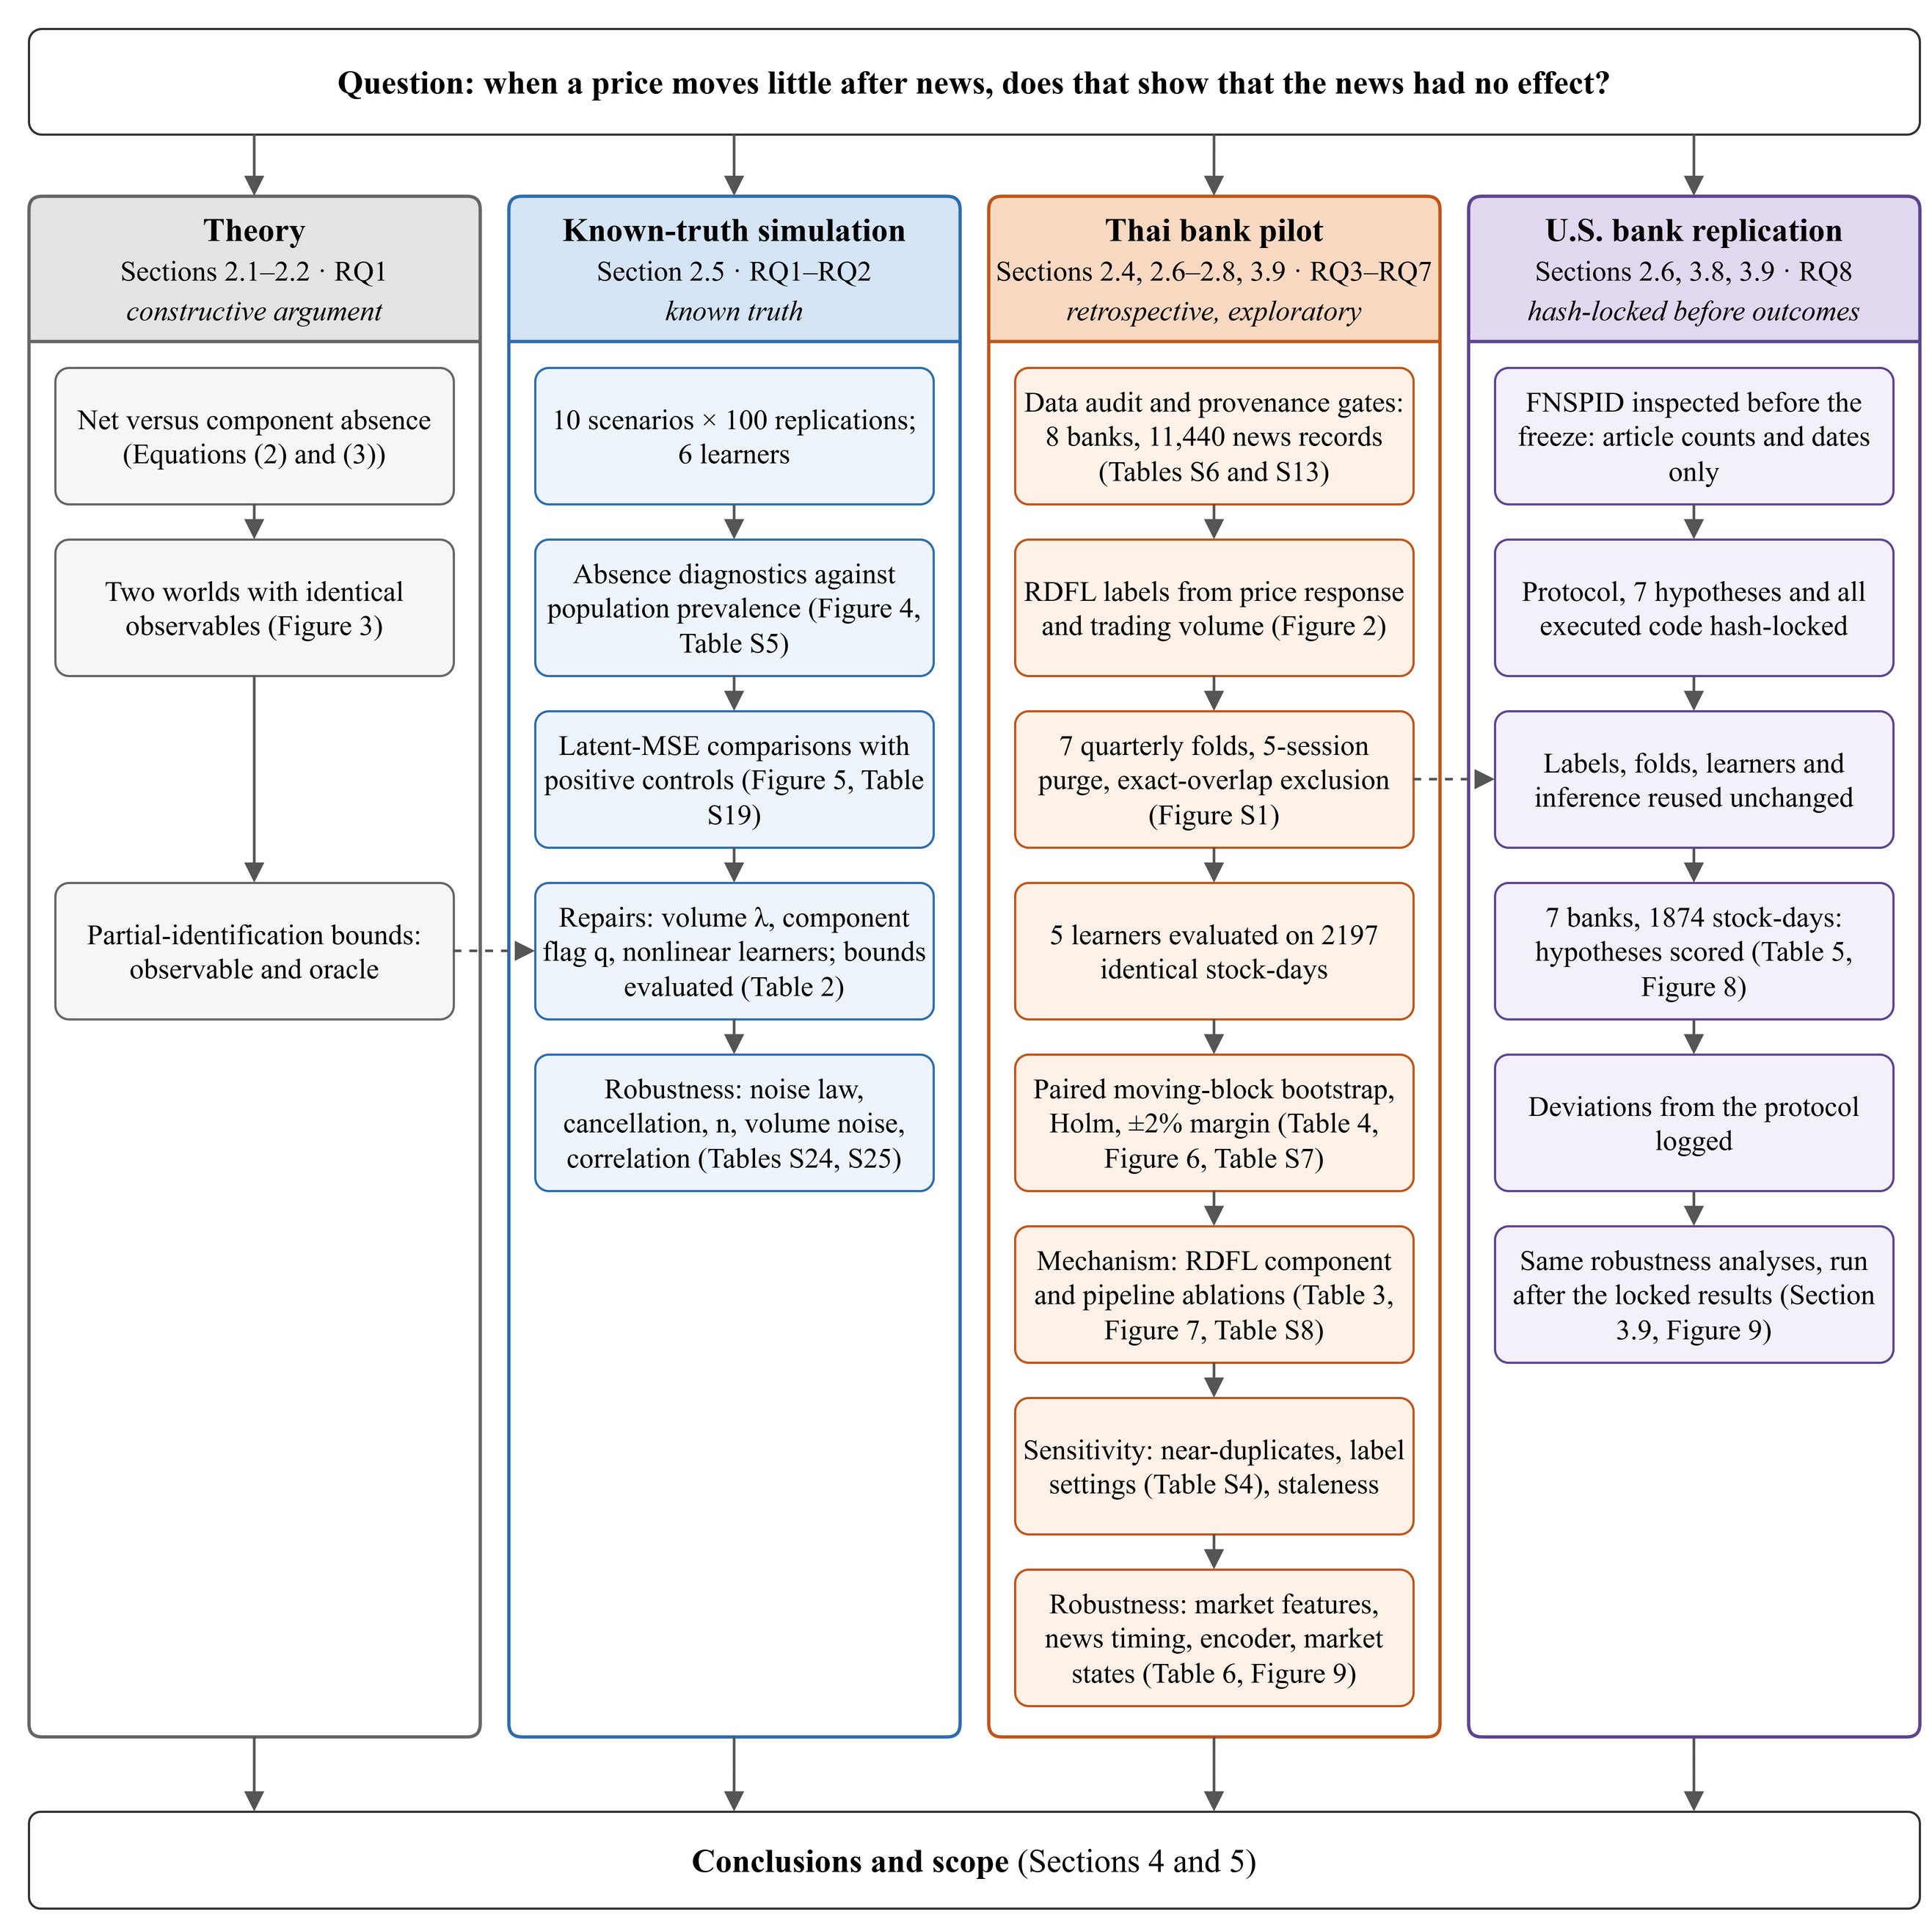 Question: when a price moves little after news, does that show that the news had no effect?
Theory
Sections 2.1–2.2 · RQ1
constructive argument
Net versus component absence
(Equations (2) and (3))
Two worlds with identical
observables (Figure 3)
Partial-identification bounds:
observable and oracle
Known-truth simulation
Section 2.5 · RQ1–RQ2
known truth
10 scenarios × 100 replications;
6 learners
Absence diagnostics against
population prevalence (Figure 4,
Table S5)
Latent-MSE comparisons with
positive controls (Figure 5, Table
S19)
Repairs: volume λ, component
flag q, nonlinear learners; bounds
evaluated (Table 2)
Robustness: noise law,
cancellation, n, volume noise,
correlation (Tables S24, S25)
Thai bank pilot
Sections 2.4, 2.6–2.8, 3.9 · RQ3–RQ7
retrospective, exploratory
Data audit and provenance gates:
8 banks, 11,440 news records
(Tables S6 and S13)
RDFL labels from price response
and trading volume (Figure 2)
7 quarterly folds, 5-session
purge, exact-overlap exclusion
(Figure S1)
5 learners evaluated on 2197
identical stock-days
Paired moving-block bootstrap,
Holm, ±2% margin (Table 4,
Figure 6, Table S7)
Mechanism: RDFL component
and pipeline ablations (Table 3,
Figure 7, Table S8)
Sensitivity: near-duplicates, label
settings (Table S4), staleness
Robustness: market features,
news timing, encoder, market
states (Table 6, Figure 9)
U.S. bank replication
Sections 2.6, 3.8, 3.9 · RQ8
hash-locked before outcomes
FNSPID inspected before the
freeze: article counts and dates
only
Protocol, 7 hypotheses and all
executed code hash-locked
Labels, folds, learners and
inference reused unchanged
7 banks, 1874 stock-days:
hypotheses scored (Table 5,
Figure 8)
Deviations from the protocol
logged
Same robustness analyses, run
after the locked results (Section
3.9, Figure 9)
Conclusions and scope (Sections 4 and 5)